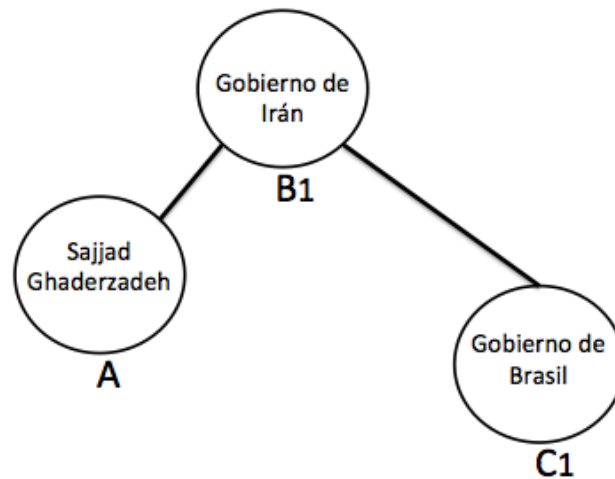 Gobierno de
Irán
B1
Sajjad
Ghaderzadeh
A
Gobierno de
Brasil
C1